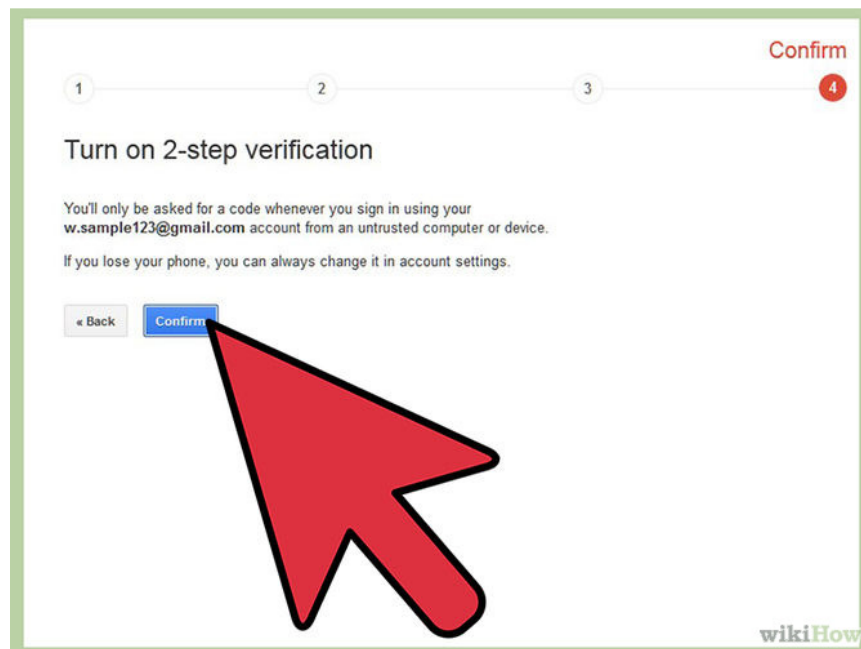 Confirm
1 2 3 4
Turn on 2-step verification
You'll only be asked for a code whenever you sign in using your
w.sample123@gmail.com account from an untrusted computer or device.
If you lose your phone, you can always change it in account settings.
« Back Confirm
wikiHow